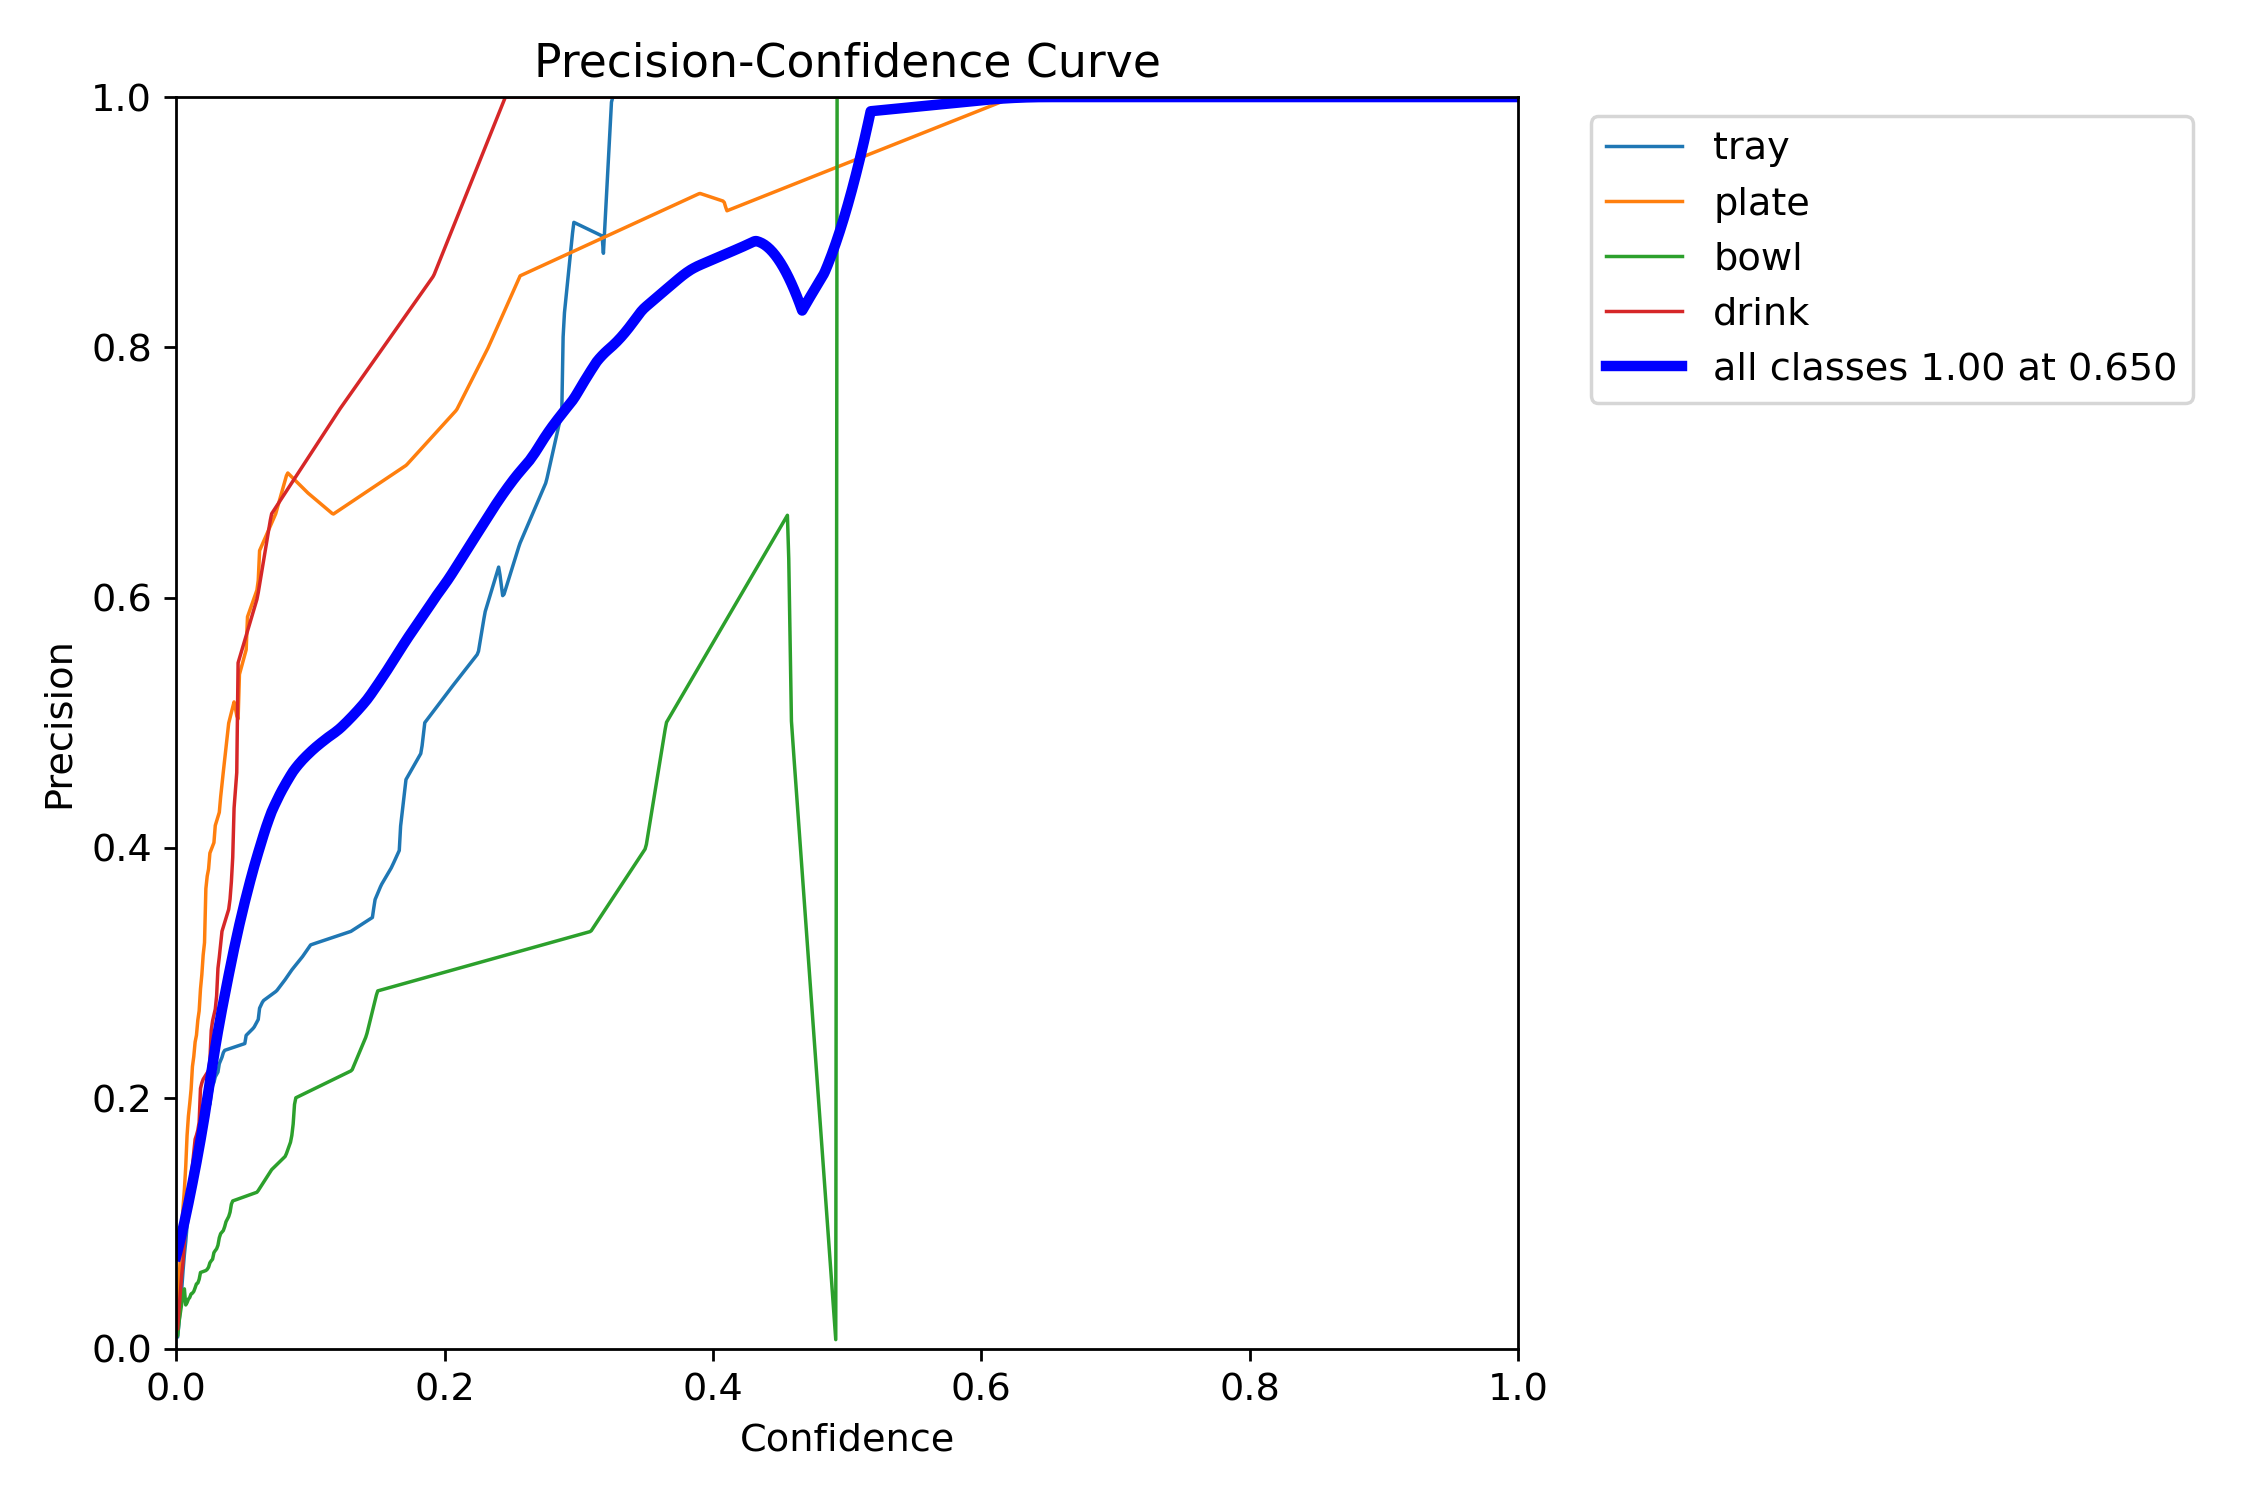 Precision-Confidence Curve
1.0
0.8
0.6
0.4
0.2
0.0
Precision
0.0 0.2 0.4 0.6 0.8 1.0
Confidence
tray
plate
bowl
drink
all classes 1.00 at 0.650